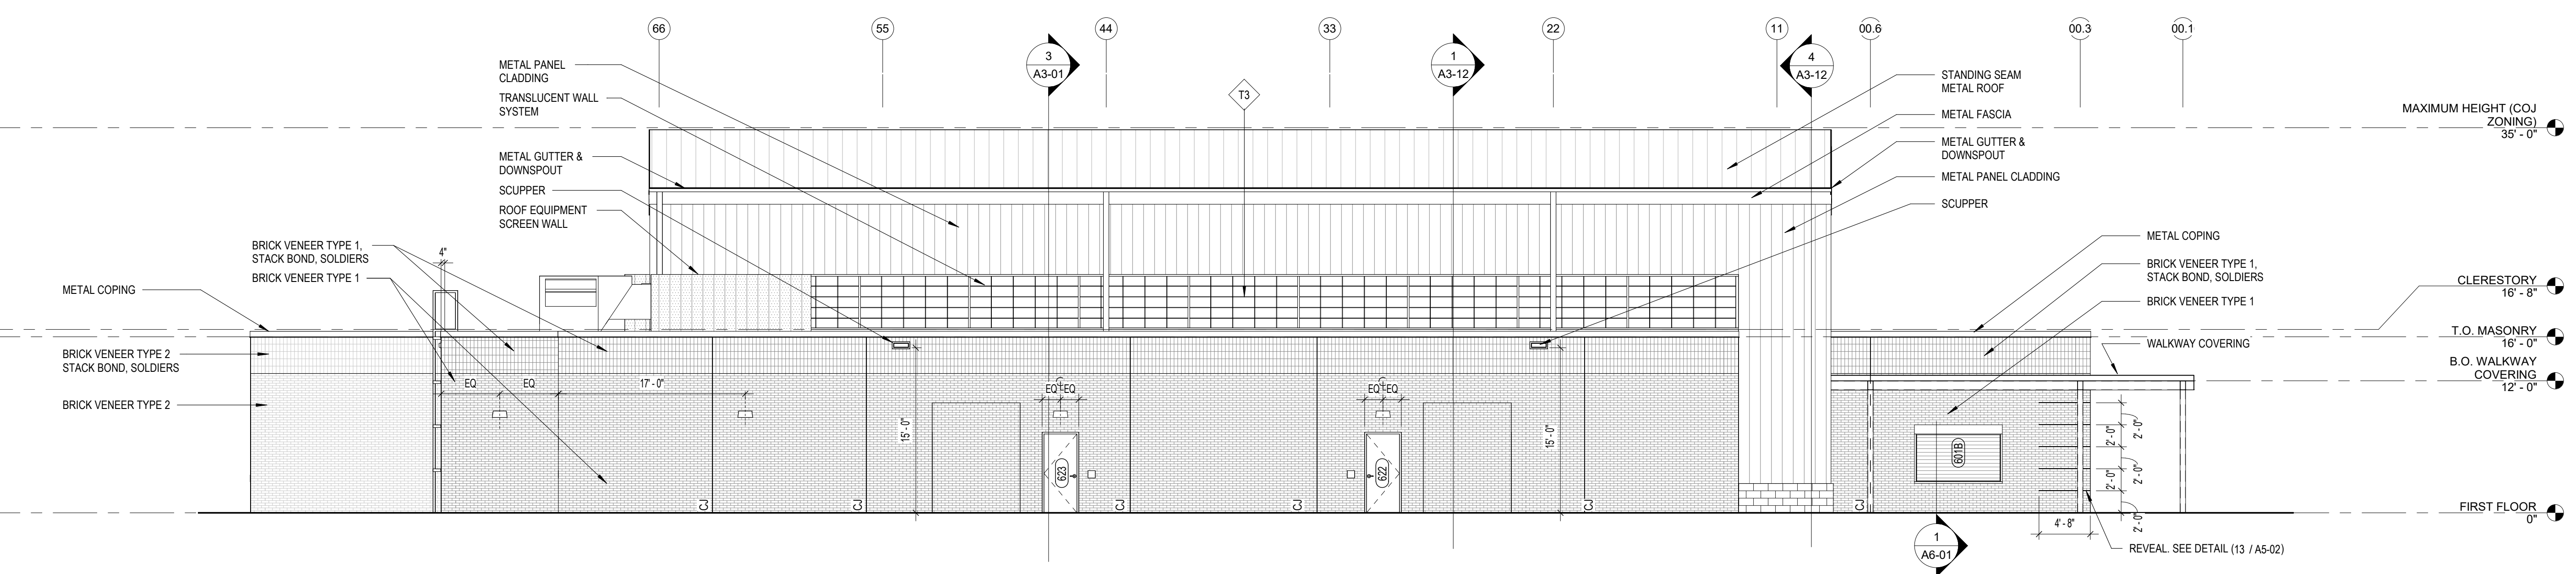 66
55
44
33
22
11
00.6
00.3
00.1
3
A3-01
1
A3-12
4
A3-12
METAL PANEL
CLADDING
TRANSLUCENT WALL
SYSTEM
T3
METAL GUTTER &
DOWNSPOUT
SCUPPER
ROOF EQUIPMENT
SCREEN WALL
STANDING SEAM
METAL ROOF
METAL FASCIA
METAL GUTTER &
DOWNSPOUT
METAL PANEL CLADDING
SCUPPER
MAXIMUM HEIGHT (COJ
ZONING)
35' - 0"
BRICK VENEER TYPE 1,
STACK BOND, SOLDIERS
BRICK VENEER TYPE 1
4"
METAL COPING
BRICK VENEER TYPE 2
STACK BOND, SOLDIERS
BRICK VENEER TYPE 2
METAL COPING
BRICK VENEER TYPE 1,
STACK BOND, SOLDIERS
BRICK VENEER TYPE 1
WALKWAY COVERING
CLERESTORY
16' - 8"
T.O. MASONRY
16' - 0"
B.O. WALKWAY
COVERING
12' - 0"
FIRST FLOOR
0"
EQ
EQ
17' - 0"
EQ
EQ
EQ
EQ
15' - 0"
15' - 0"
623
622
601B
CJ
CJ
CJ
CJ
CJ
CJ
2' - 0"
2' - 0"
2' - 0"
2' - 0"
2' - 0"
4' - 8"
1
A6-01
REVEAL. SEE DETAIL (13 / A5-02)